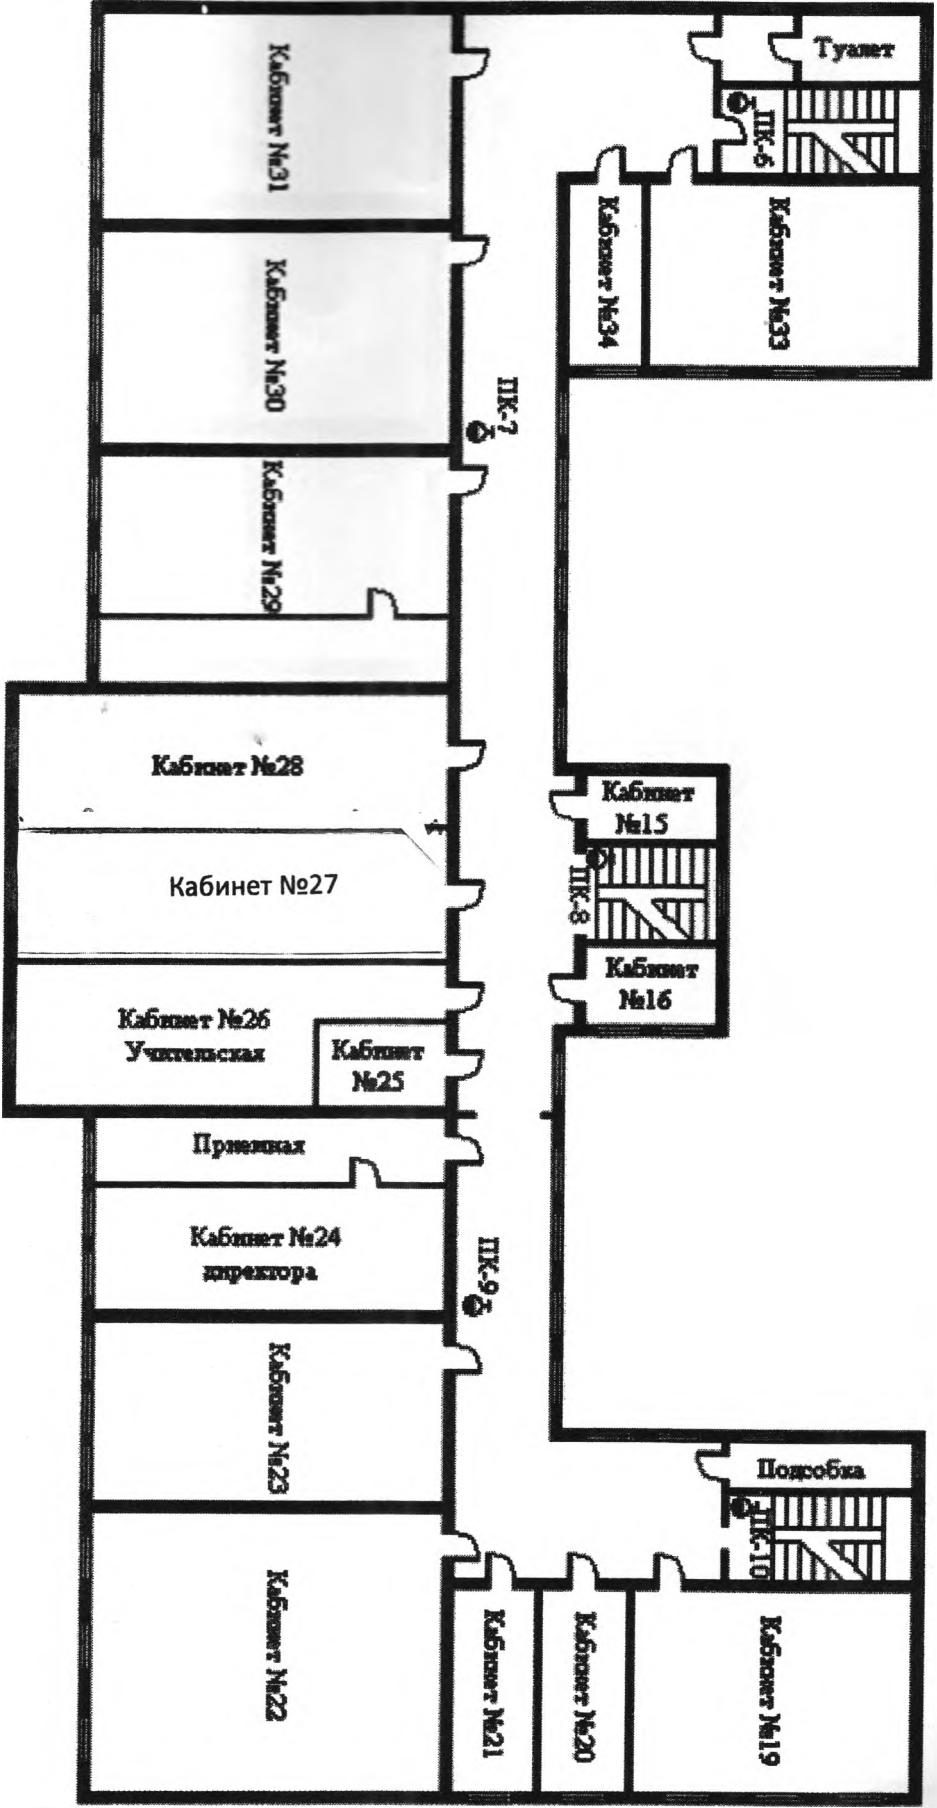 Туалет
ПК-6
Кабинет №31
Кабинет №33
Кабинет №34
Кабинет №30
ПК-7
Кабинет №29
Кабинет №28
Кабинет
№15
Кабинет №27
ПК-8
Кабинет
№16
Кабинет №26
Учительская
Кабинет
№25
Приемная
Кабинет №24
директора
ПК-9
Кабинет №23
Подсобка
ПК-10
Кабинет №22
Кабинет №21
Кабинет №20
Кабинет №19